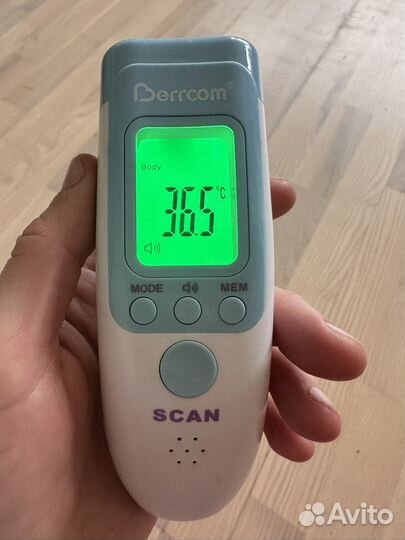 Berrcom®
Body
36.5 °C
MODE MEM
SCAN
Avito